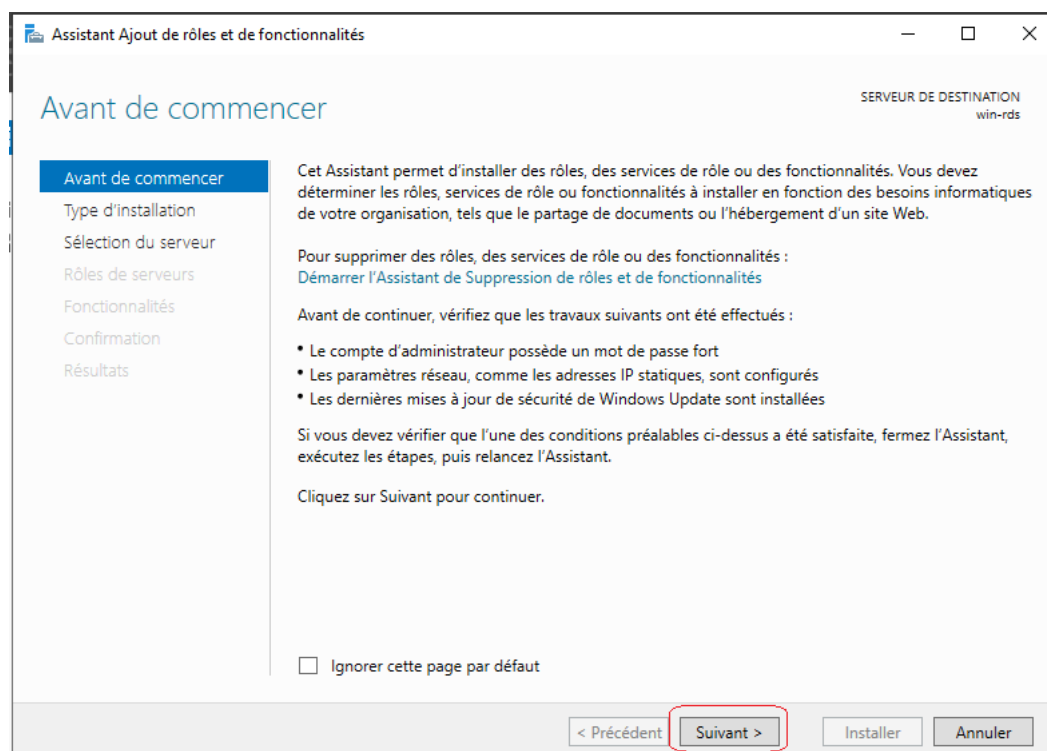 Assistant Ajout de rôles et de fonctionnalités
Avant de commencer
SERVEUR DE DESTINATION
win-rds
Avant de commencer
Type d'installation
Sélection du serveur
Rôles de serveurs
Fonctionnalités
Confirmation
Résultats
Cet Assistant permet d'installer des rôles, des services de rôle ou des fonctionnalités. Vous devez
déterminer les rôles, services de rôle ou fonctionnalités à installer en fonction des besoins informatiques
de votre organisation, tels que le partage de documents ou l'hébergement d'un site Web.
Pour supprimer des rôles, des services de rôle ou des fonctionnalités :
Démarrer l'Assistant de Suppression de rôles et de fonctionnalités
Avant de continuer, vérifiez que les travaux suivants ont été effectués :
• Le compte d'administrateur possède un mot de passe fort
• Les paramètres réseau, comme les adresses IP statiques, sont configurés
• Les dernières mises à jour de sécurité de Windows Update sont installées
Si vous devez vérifier que l'une des conditions préalables ci-dessus a été satisfaite, fermez l'Assistant,
exécutez les étapes, puis relancez l'Assistant.
Cliquez sur Suivant pour continuer.
Ignorer cette page par défaut
< Précédent
Suivant >
Installer
Annuler